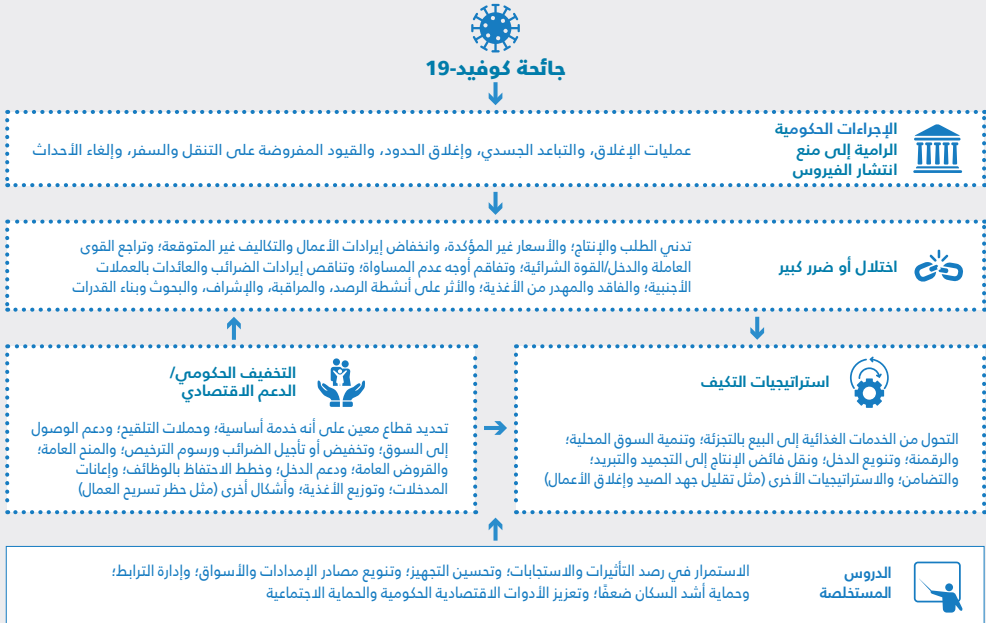 جائحة كوفيد-19
الإجراءات الحكومية
الرامية إلى منع
انتشار الفيروس
عمليات الإغلاق، والتباعد الجسدي، وإغلاق الحدود، والقيود المفروضة على التنقل والسفر، وإلغاء الأحداث
اختلال أو ضرر كبير
تدني الطلب والإنتاج؛ والأسعار غير المؤكدة، وانخفاض إيرادات الأعمال والتكاليف غير المتوقعة؛ وتراجع القوى
العاملة والدخل/القوة الشرائية؛ وتفاقم أوجه عدم المساواة؛ وتناقص إيرادات الضرائب والعائدات بالعملات
الأجنبية؛ والفاقد والمهدر من الأغذية؛ والأثر على أنشطة الرصد، والمراقبة، والإشراف، والبحوث وبناء القدرات
استراتيجيات التكيف
التحول من الخدمات الغذائية إلى البيع بالتجزئة؛ وتنمية السوق المحلية؛
والرقمنة؛ وتنويع الدخل؛ ونقل فائض الإنتاج إلى التجميد والتبريد؛
والتضامن؛ والاستراتيجيات الأخرى (مثل تقليل جهد الصيد وإغلاق الأعمال)
التخفيف الحكومي/
الدعم الاقتصادي
تحديد قطاع معين على أنه خدمة أساسية؛ وحملات التلقيح؛ ودعم الوصول
إلى السوق؛ وتخفيض أو تأجيل الضرائب ورسوم الترخيص؛ والمنح العامة؛
والقروض العامة؛ ودعم الدخل؛ وخطط الاحتفاظ بالوظائف؛ وإعانات
المدخلات؛ وتوزيع الأغذية؛ وأشكال أخرى (مثل حظر تسريح العمال)
الدروس
المستخلصة
الاستمرار في رصد التأثيرات والاستجابات؛ وتحسين التجهيز؛ وتنويع مصادر الإمدادات والأسواق؛ وإدارة الترابط؛
وحماية أشد السكان ضعفًا؛ وتعزيز الأدوات الاقتصادية الحكومية والحماية الاجتماعية